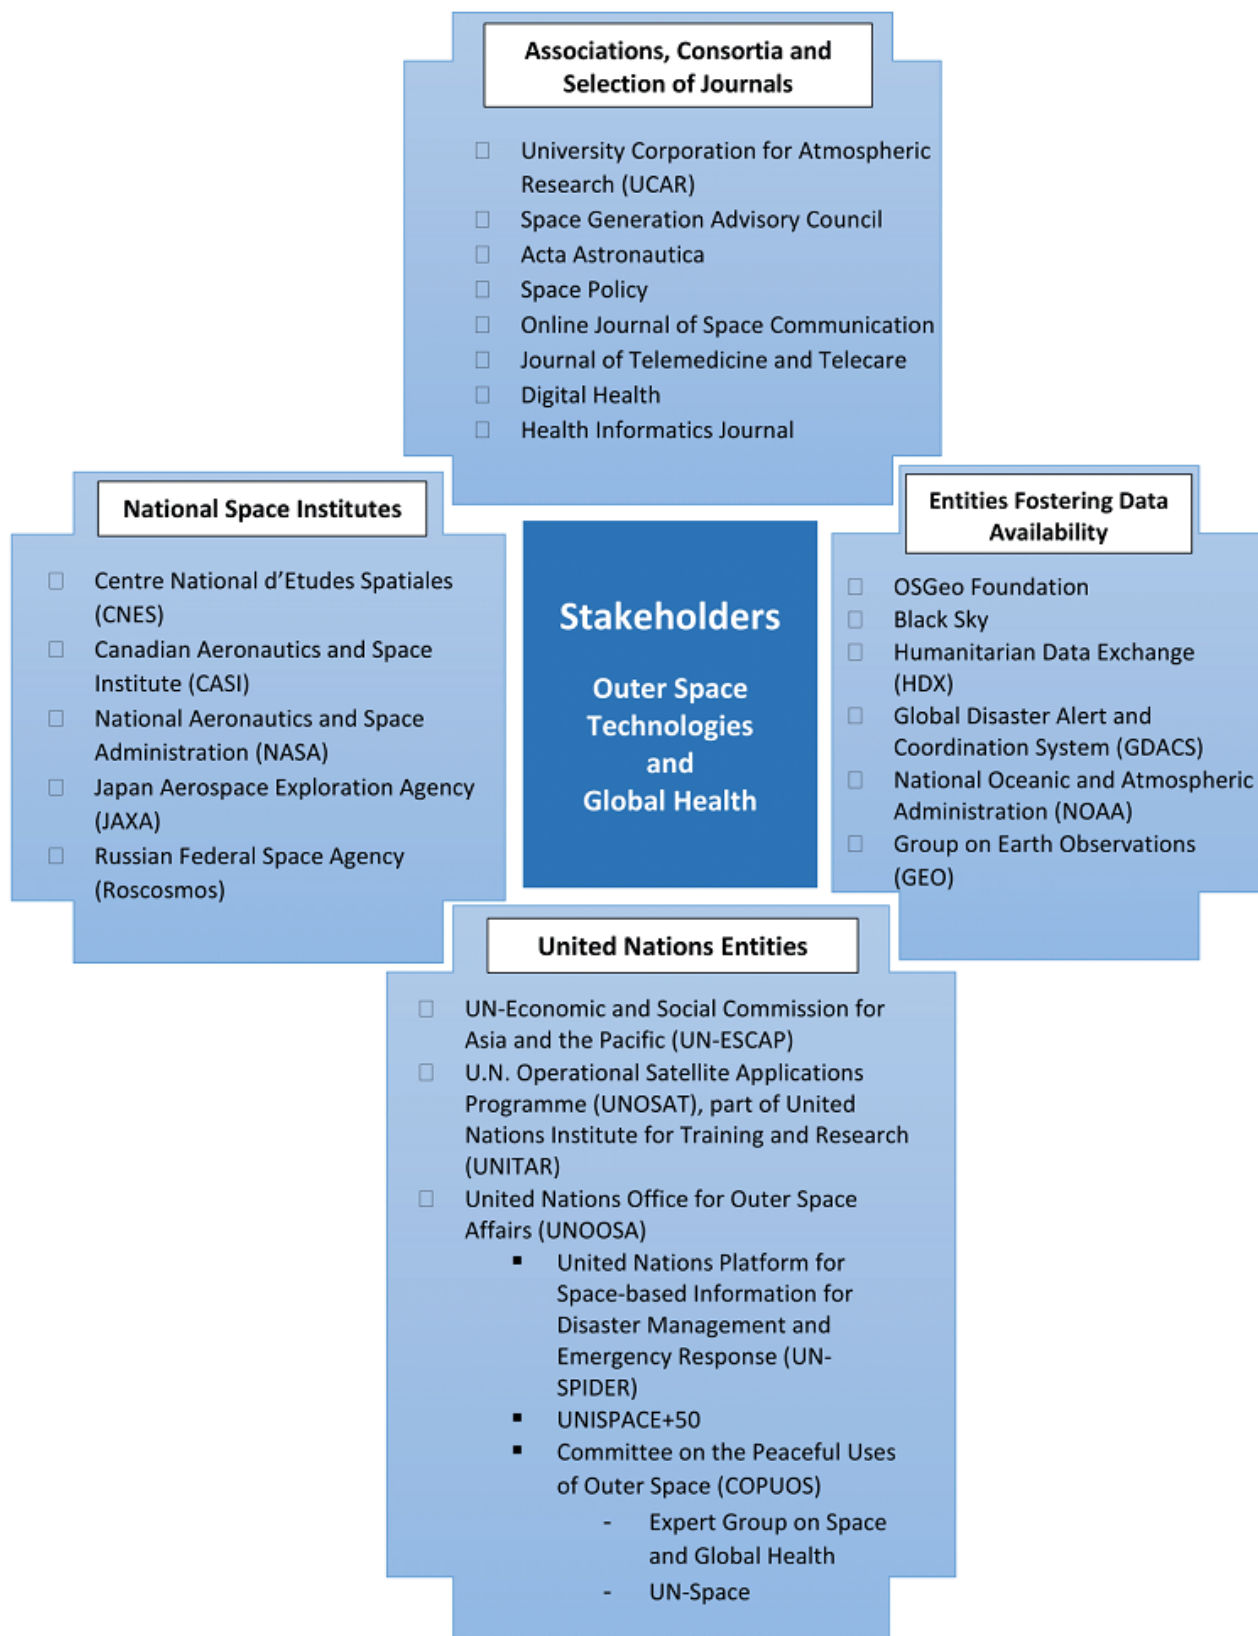 Associations, Consortia and
Selection of Journals
University Corporation for Atmospheric
Research (UCAR)
Space Generation Advisory Council
Acta Astronautica
Space Policy
Online Journal of Space Communication
Journal of Telemedicine and Telecare
Digital Health
Health Informatics Journal
National Space Institutes
Centre National d’Etudes Spatiales
(CNES)
Canadian Aeronautics and Space
Institute (CASI)
National Aeronautics and Space
Administration (NASA)
Japan Aerospace Exploration Agency
(JAXA)
Russian Federal Space Agency
(Roscosmos)
Stakeholders
Outer Space
Technologies
and
Global Health
Entities Fostering Data
Availability
OSGeo Foundation
Black Sky
Humanitarian Data Exchange
(HDX)
Global Disaster Alert and
Coordination System (GDACS)
National Oceanic and Atmospheric
Administration (NOAA)
Group on Earth Observations
(GEO)
United Nations Entities
UN-Economic and Social Commission for
Asia and the Pacific (UN-ESCAP)
U.N. Operational Satellite Applications
Programme (UNOSAT), part of United
Nations Institute for Training and Research
(UNITAR)
United Nations Office for Outer Space
Affairs (UNOOSA)
▪ United Nations Platform for
Space-based Information for
Disaster Management and
Emergency Response (UN-
SPIDER)
▪ UNISPACE+50
▪ Committee on the Peaceful Uses
of Outer Space (COPUOS)
- Expert Group on Space
and Global Health
- UN-Space